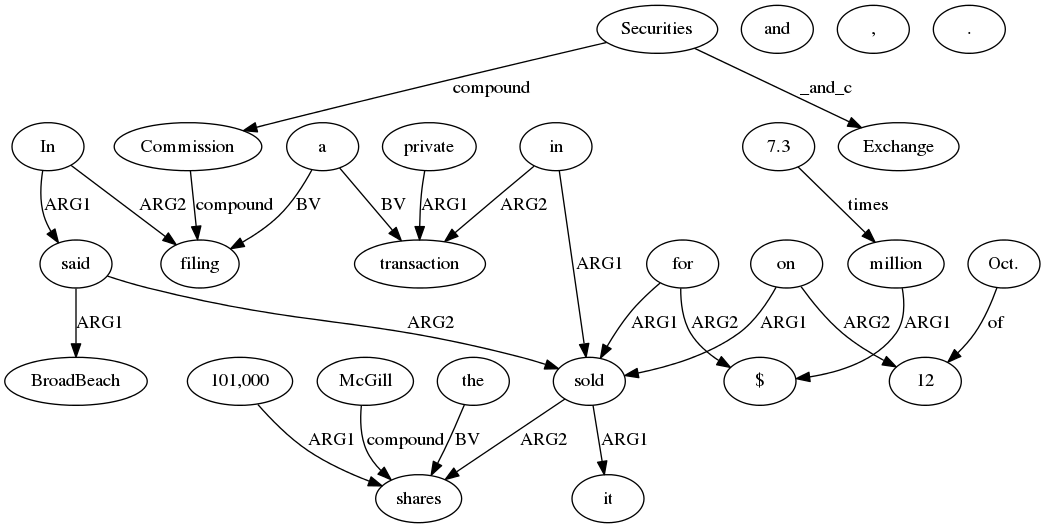 Securities and , .
compound _and_c
In Commission a private in 7.3 Exchange
ARG1 ARG2 compound BV BV ARG1 ARG2 times
said filing transaction ARG1 for on million Oct.
ARG1 ARG2 ARG1 ARG2 ARG1 ARG2 ARG1 of
BroadBeach 101,000 McGill the sold $ 12
ARG1 compound BV ARG2 ARG1
shares it